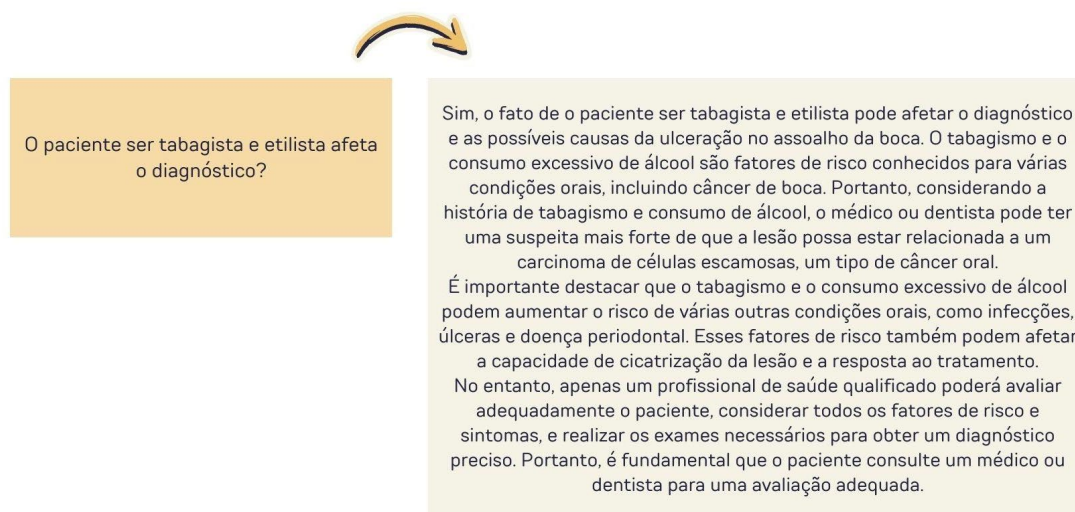 O paciente ser tabagista e etilista afeta
o diagnóstico?
Sim, o fato de o paciente ser tabagista e etilista pode afetar o diagnóstico
e as possíveis causas da ulceração no assoalho da boca. O tabagismo e o
consumo excessivo de álcool são fatores de risco conhecidos para várias
condições orais, incluindo câncer de boca. Portanto, considerando a
história de tabagismo e consumo de álcool, o médico ou dentista pode ter
uma suspeita mais forte de que a lesão possa estar relacionada a um
carcinoma de células escamosas, um tipo de câncer oral.
É importante destacar que o tabagismo e o consumo excessivo de álcool
podem aumentar o risco de várias outras condições orais, como infecções,
úlceras e doença periodontal. Esses fatores de risco também podem afetar
a capacidade de cicatrização da lesão e a resposta ao tratamento.
No entanto, apenas um profissional de saúde qualificado poderá avaliar
adequadamente o paciente, considerar todos os fatores de risco e
sintomas, e realizar os exames necessários para obter um diagnóstico
preciso. Portanto, é fundamental que o paciente consulte um médico ou
dentista para uma avaliação adequada.